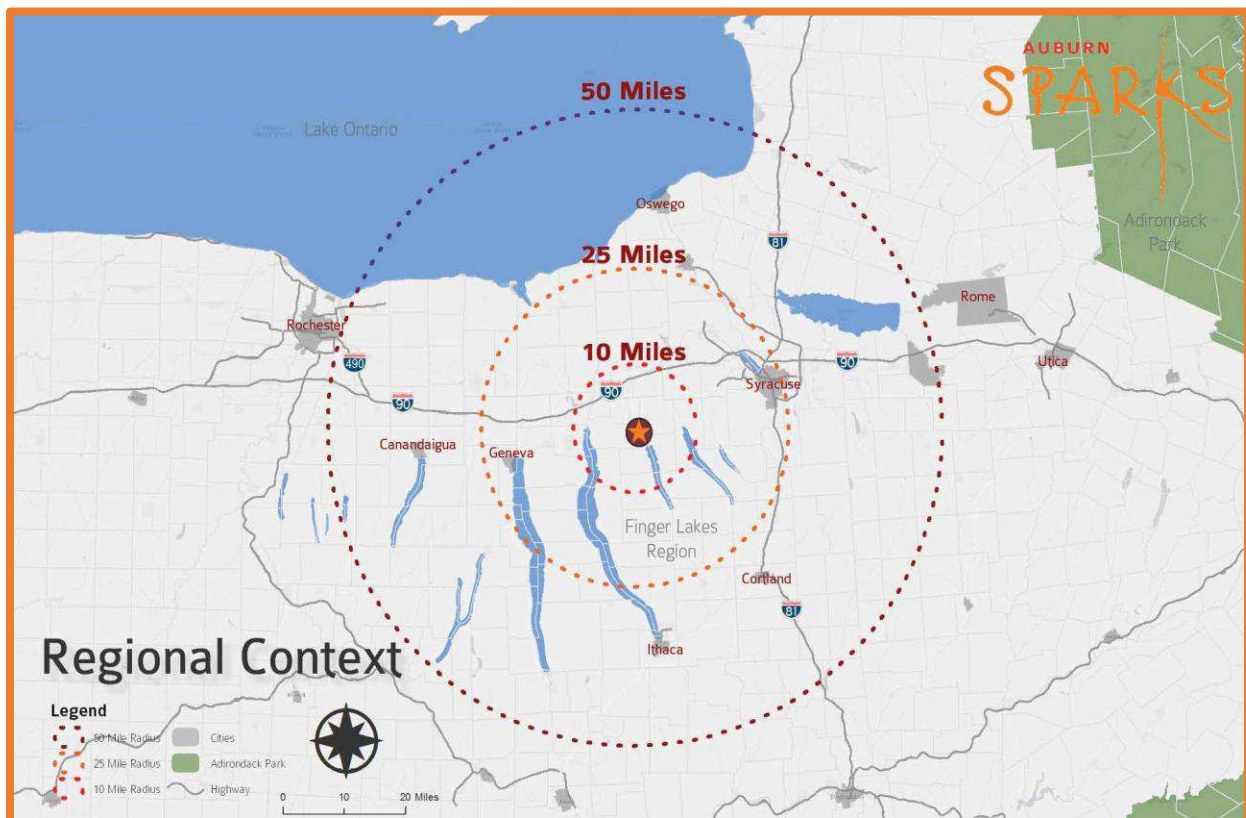 AUBURN
SPARKS
50 Miles
Lake Ontario
Oswego
Adirondack
Park
25 Miles
81
Rome
Rochester
10 Miles
490
90
Utica
Syracuse
90
90
Canandaigua
Geneva
Finger Lakes
Region
Cortland
81
Ithaca
Regional Context
Legend
50 Mile Radius
Cities
25 Mile Radius
Adirondack Park
10 Mile Radius
Highway
0 10 20 Miles